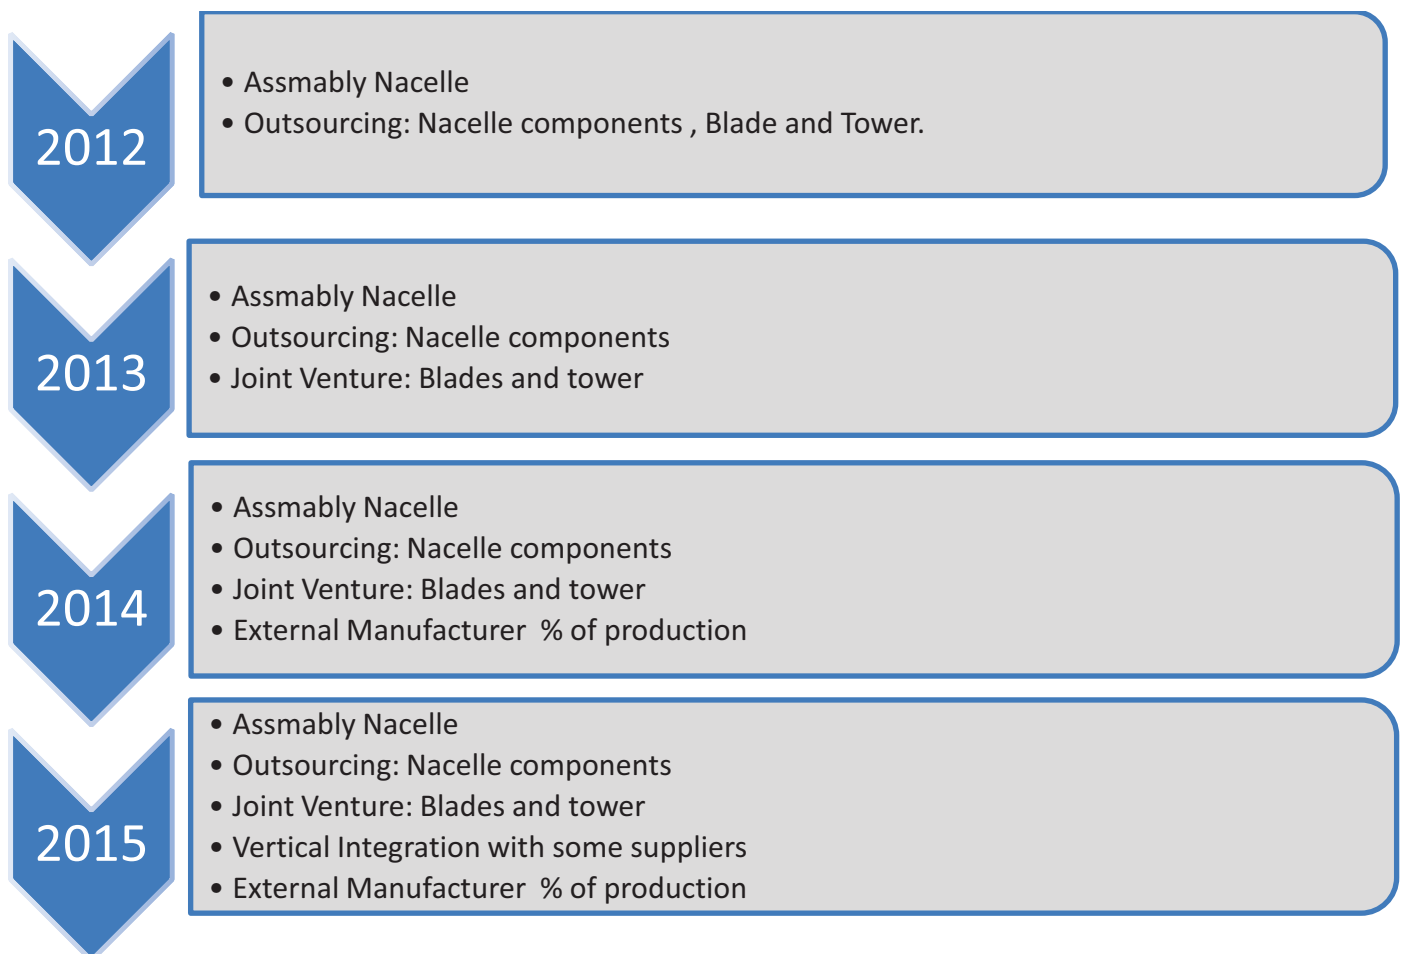 2012
• Assmably Nacelle
• Outsourcing: Nacelle components , Blade and Tower.
2013
• Assmably Nacelle
• Outsourcing: Nacelle components
• Joint Venture: Blades and tower
2014
• Assmably Nacelle
• Outsourcing: Nacelle components
• Joint Venture: Blades and tower
• External Manufacturer  % of production
2015
• Assmably Nacelle
• Outsourcing: Nacelle components
• Joint Venture: Blades and tower
• Vertical Integration with some suppliers
• External Manufacturer  % of production